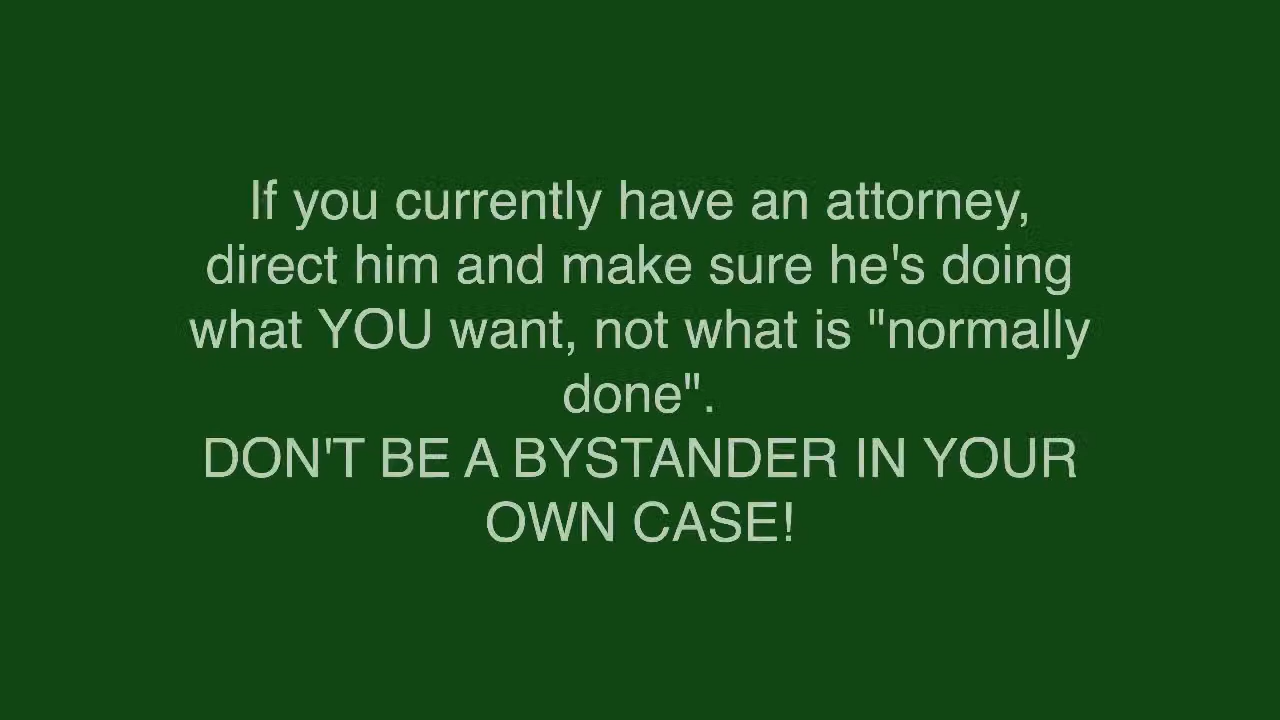 If you currently have an attorney,
direct him and make sure he's doing
what YOU want, not what is "normally
done".
DON'T BE A BYSTANDER IN YOUR
OWN CASE!